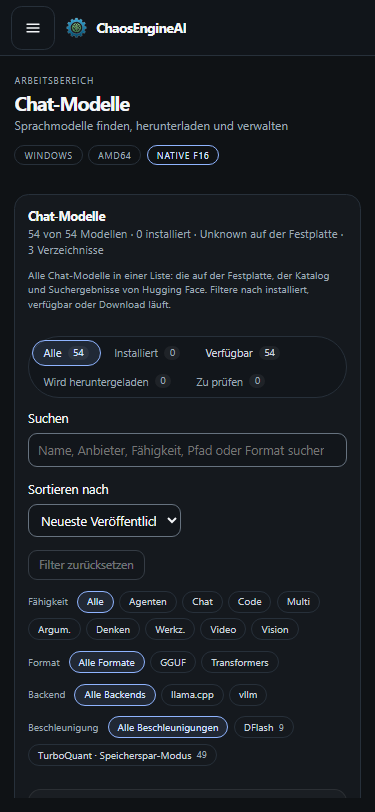 ChaosEngineAI
ARBEITSBEREICH
Chat-Modelle
Sprachmodelle finden, herunterladen und verwalten
WINDOWS AMD64 NATIVE F16
Chat-Modelle
54 von 54 Modellen · 0 installiert · Unknown auf der Festplatte ·
3 Verzeichnisse
Alle Chat-Modelle in einer Liste: die auf der Festplatte, der Katalog
und Suchergebnisse von Hugging Face. Filtere nach installiert,
verfügbar oder Download läuft.
Alle 54 Installiert 0 Verfügbar 54
Wird heruntergeladen 0 Zu prüfen 0
Suchen
Name, Anbieter, Fähigkeit, Pfad oder Format sucher
Sortieren nach
Neueste Veröffentlicl
Filter zurücksetzen
Fähigkeit Alle Agenten Chat Code Multi
Argum. Denken Werkz. Video Vision
Format Alle Formate GGUF Transformers
Backend Alle Backends llama.cpp vllm
Beschleunigung Alle Beschleunigungen DFlash 9
TurboQuant · Speicherspar-Modus 49